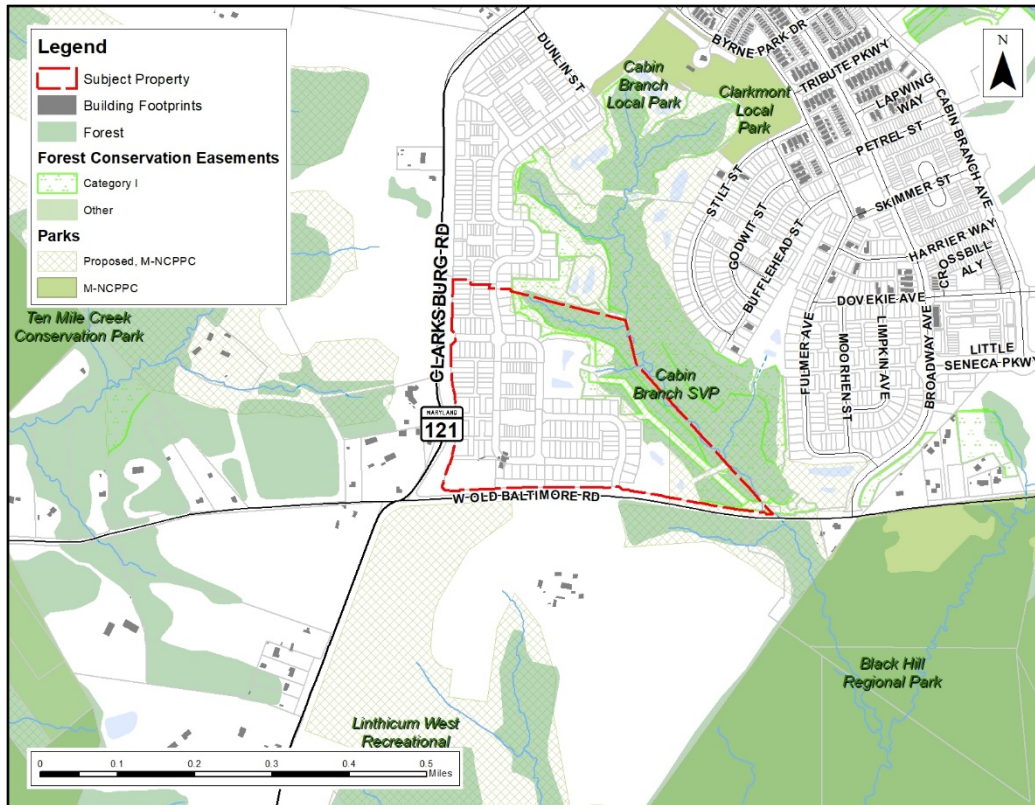 Legend
Subject Property
Building Footprints
Forest
Forest Conservation Easements
Category I
Other
Parks
Proposed, M-NCPPC
M-NCPPC
N
DUNLIN ST
Cabin
Branch
Local Park
Clarkmont
Local
Park
BYRNE PARK DR
TRIBUTE PKWY
LAPWING
WAY
CABIN BRANCH AVE
PETREL ST
SKIMMER ST
STILT ST
GODWIT ST
BUFFLEHEAD ST
HARRIER WAY
CROSSBILL
ALY
DOVEKIE AVE
FULMER AVE
MOORHEN ST
LIMPKIN AVE
BROADWAY AVE
LITTLE
SENECA PKWY
CLARKSBURG RD
Ten Mile Creek
Conservation Park
MARYLAND
121
Cabin
Branch SVP
W OLD BALTIMORE RD
Black Hill
Regional Park
Linthicum West
Recreational
0 0.1 0.2 0.3 0.4 0.5
Miles